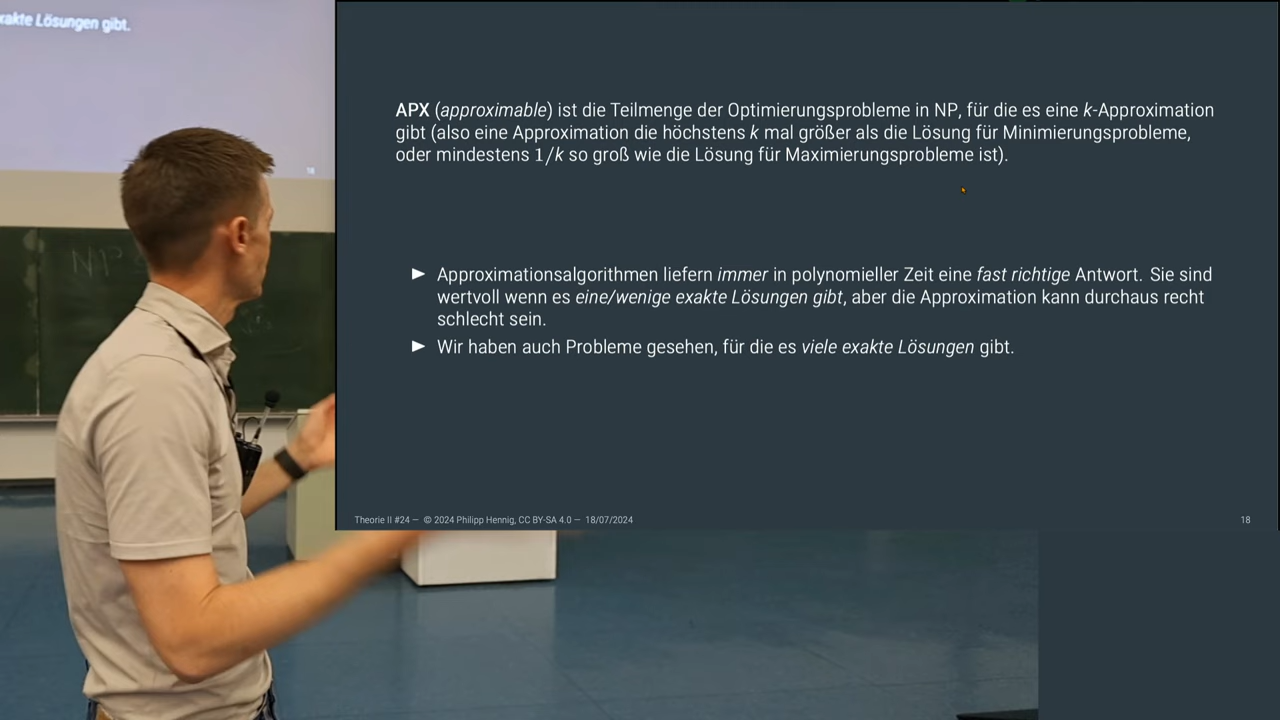 xakte Lösungen gibt.
18
NP
APX (approximable) ist die Teilmenge der Optimierungsprobleme in NP, für die es eine k-Approximation
gibt (also eine Approximation die höchstens k mal größer als die Lösung für Minimierungsprobleme,
oder mindestens 1/k so groß wie die Lösung für Maximierungsprobleme ist).
► Approximationsalgorithmen liefern immer in polynomieller Zeit eine fast richtige Antwort. Sie sind
wertvoll wenn es eine/wenige exakte Lösungen gibt, aber die Approximation kann durchaus recht
schlecht sein.
► Wir haben auch Probleme gesehen, für die es viele exakte Lösungen gibt.
Theorie II #24 — © 2024 Philipp Hennig, CC BY-SA 4.0 — 18/07/2024
18